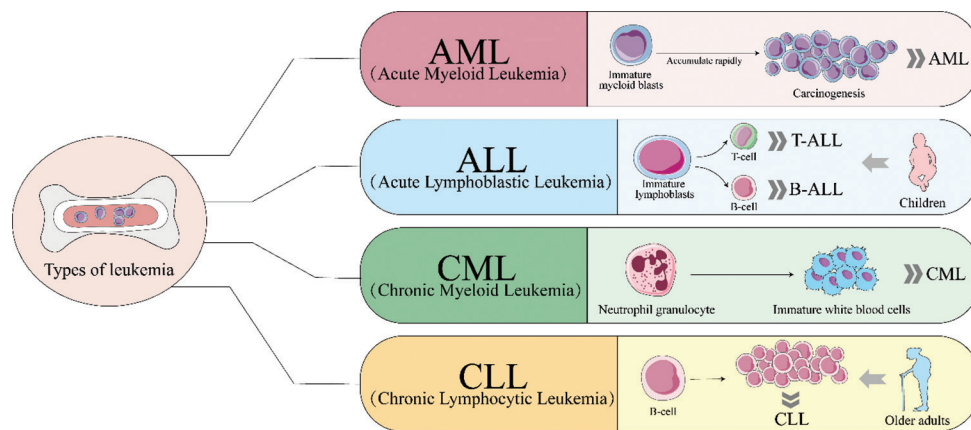 Types of leukemia
AML
(Acute Myeloid Leukemia)
Immature
myeloid blasts
Accumulate rapidly
Carcinogenesis
AML
ALL
(Acute Lymphoblastic Leukemia)
Immature
lymphoblasts
T-cell
T-ALL
B-cell
B-ALL
Children
CML
(Chronic Myeloid Leukemia)
Neutrophil granulocyte
Immature white blood cells
CML
CLL
(Chronic Lymphocytic Leukemia)
B-cell
CLL
Older adults